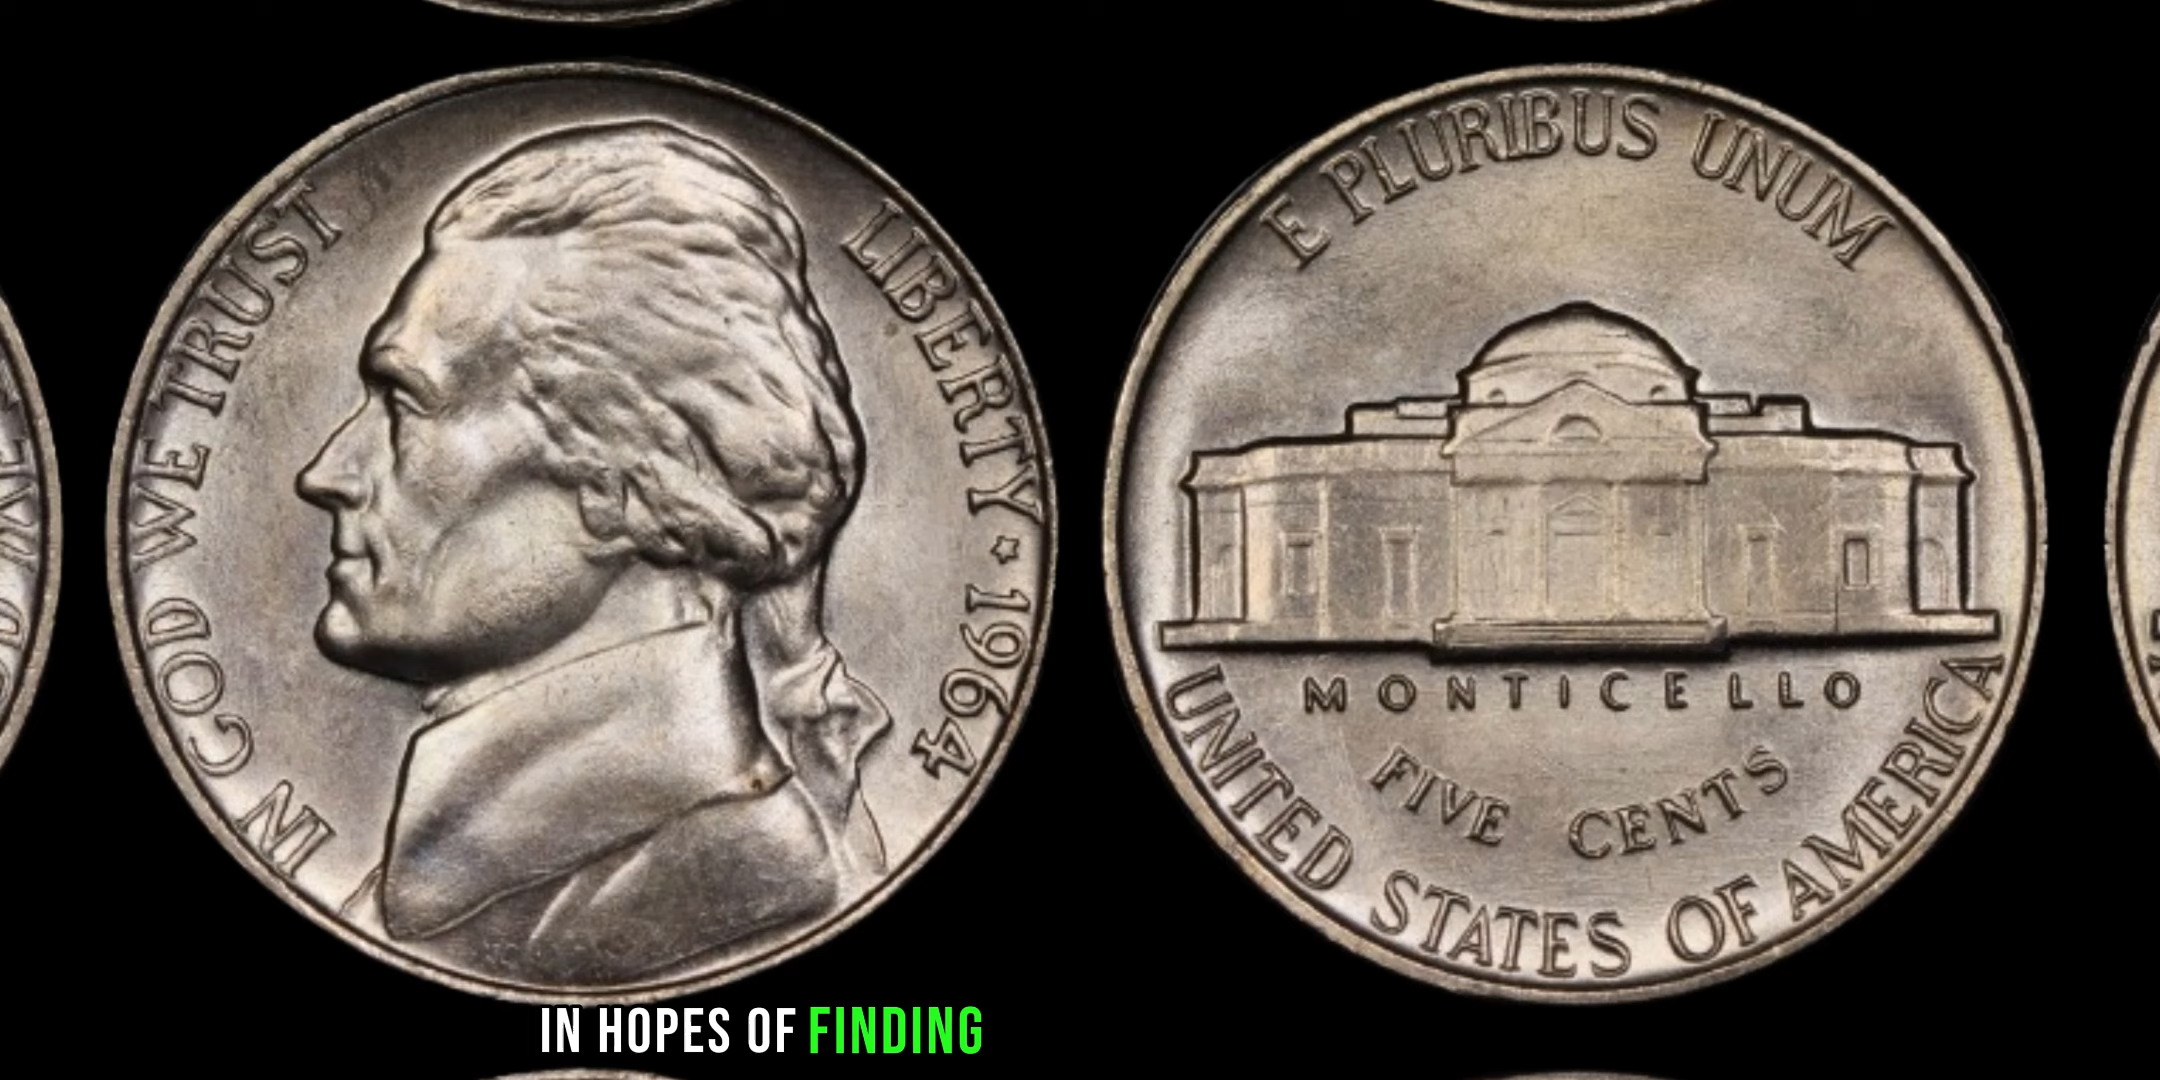 IN GOD WE TRUST
LIBERTY ★ 1964
E PLURIBUS UNUM
MONTICELLO
FIVE CENTS
UNITED STATES OF AMERICA
IN HOPES OF FINDING